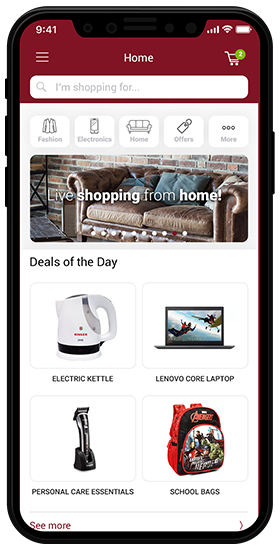 9:41
Home
2
I'm shopping for...
Fashion
Electronics
Home
Offers
More
Live shopping from home!
Deals of the Day
SINGER
ELECTRIC KETTLE
LENOVO CORE LAPTOP
AVENGERS
PERSONAL CARE ESSENTIALS
SCHOOL BAGS
See more